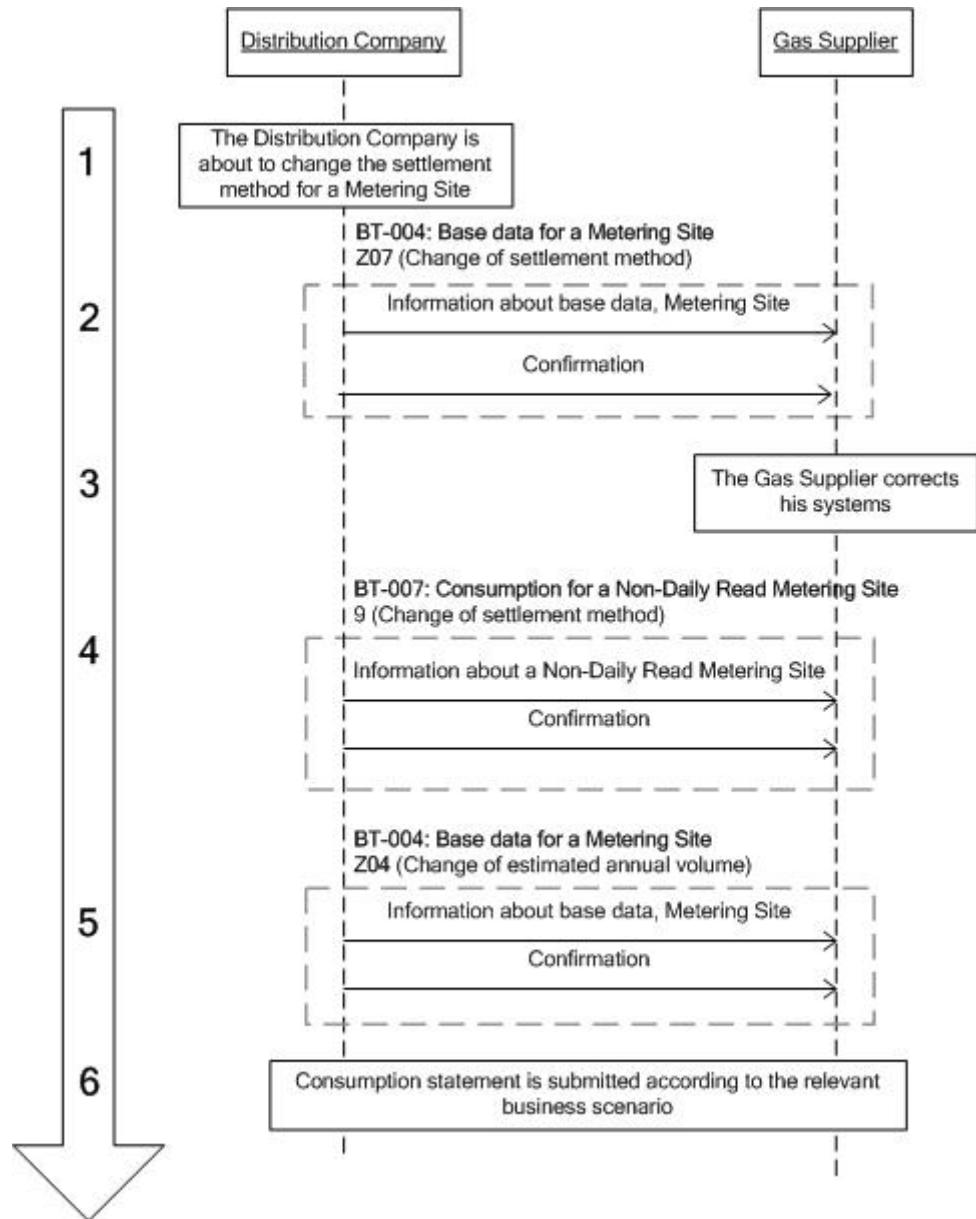 Distribution Company
Gas Supplier
1
The Distribution Company is
about to change the settlement
method for a Metering Site
BT-004: Base data for a Metering Site
Z07 (Change of settlement method)
2
Information about base data, Metering Site
Confirmation
3
The Gas Supplier corrects
his systems
BT-007: Consumption for a Non-Daily Read Metering Site
9 (Change of settlement method)
4
Information about a Non-Daily Read Metering Site
Confirmation
BT-004: Base data for a Metering Site
Z04 (Change of estimated annual volume)
5
Information about base data, Metering Site
Confirmation
6
Consumption statement is submitted according to the relevant
business scenario